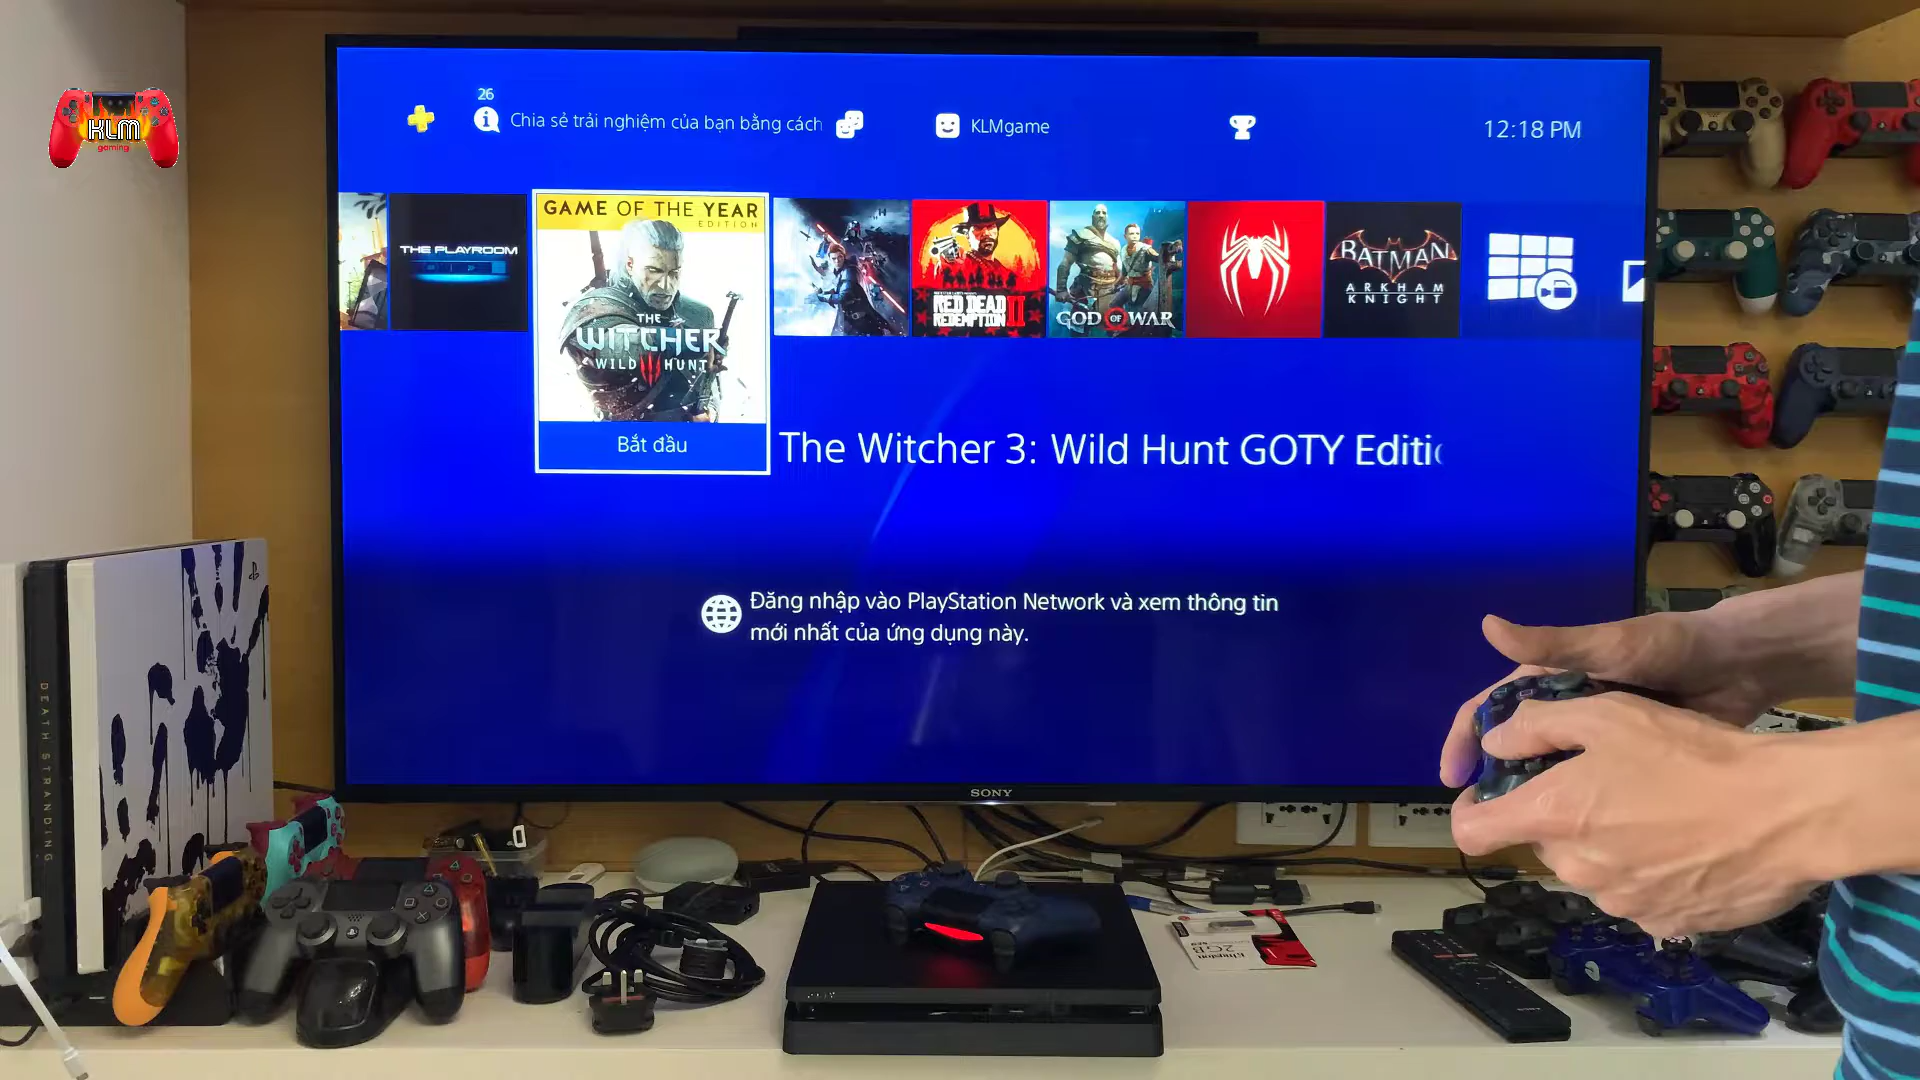 KLM
gaming
26
Chia sẻ trải nghiệm của bạn bằng cách
KLMgame
12:18 PM
THE PLAYROOM
GAME OF THE YEAR
EDITION
THE
WITCHER
WILD HUNT
Bắt đầu
RED DEAD
REDEMPTION II
GOD OF WAR
BATMAN
ARKHAM
KNIGHT
The Witcher 3: Wild Hunt GOTY Editi
Đăng nhập vào PlayStation Network và xem thông tin
mới nhất của ứng dụng này.
SONY
DEATH STRANDING
Kingston
2GB